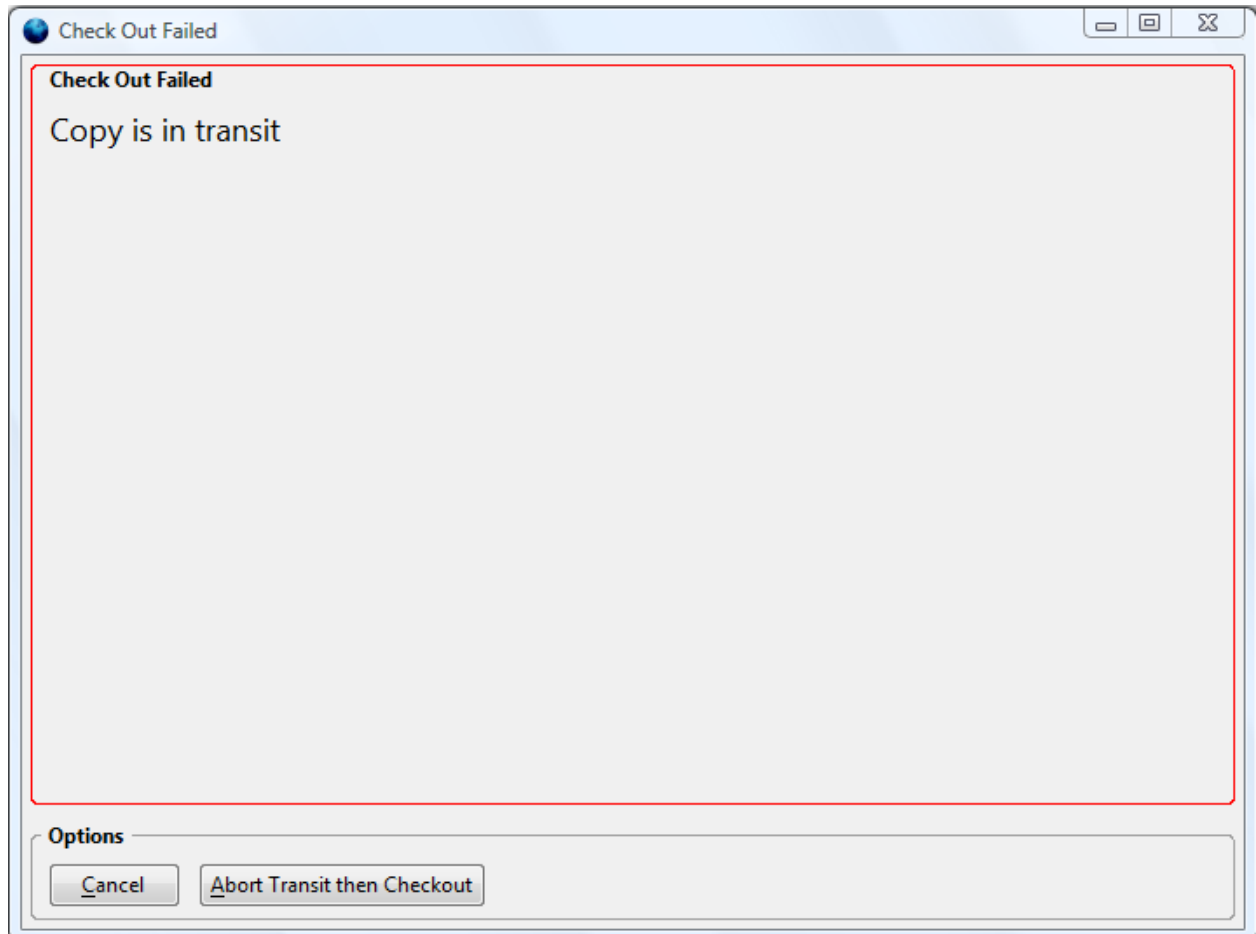 Check Out Failed
Check Out Failed
Copy is in transit
Options
Cancel Abort Transit then Checkout